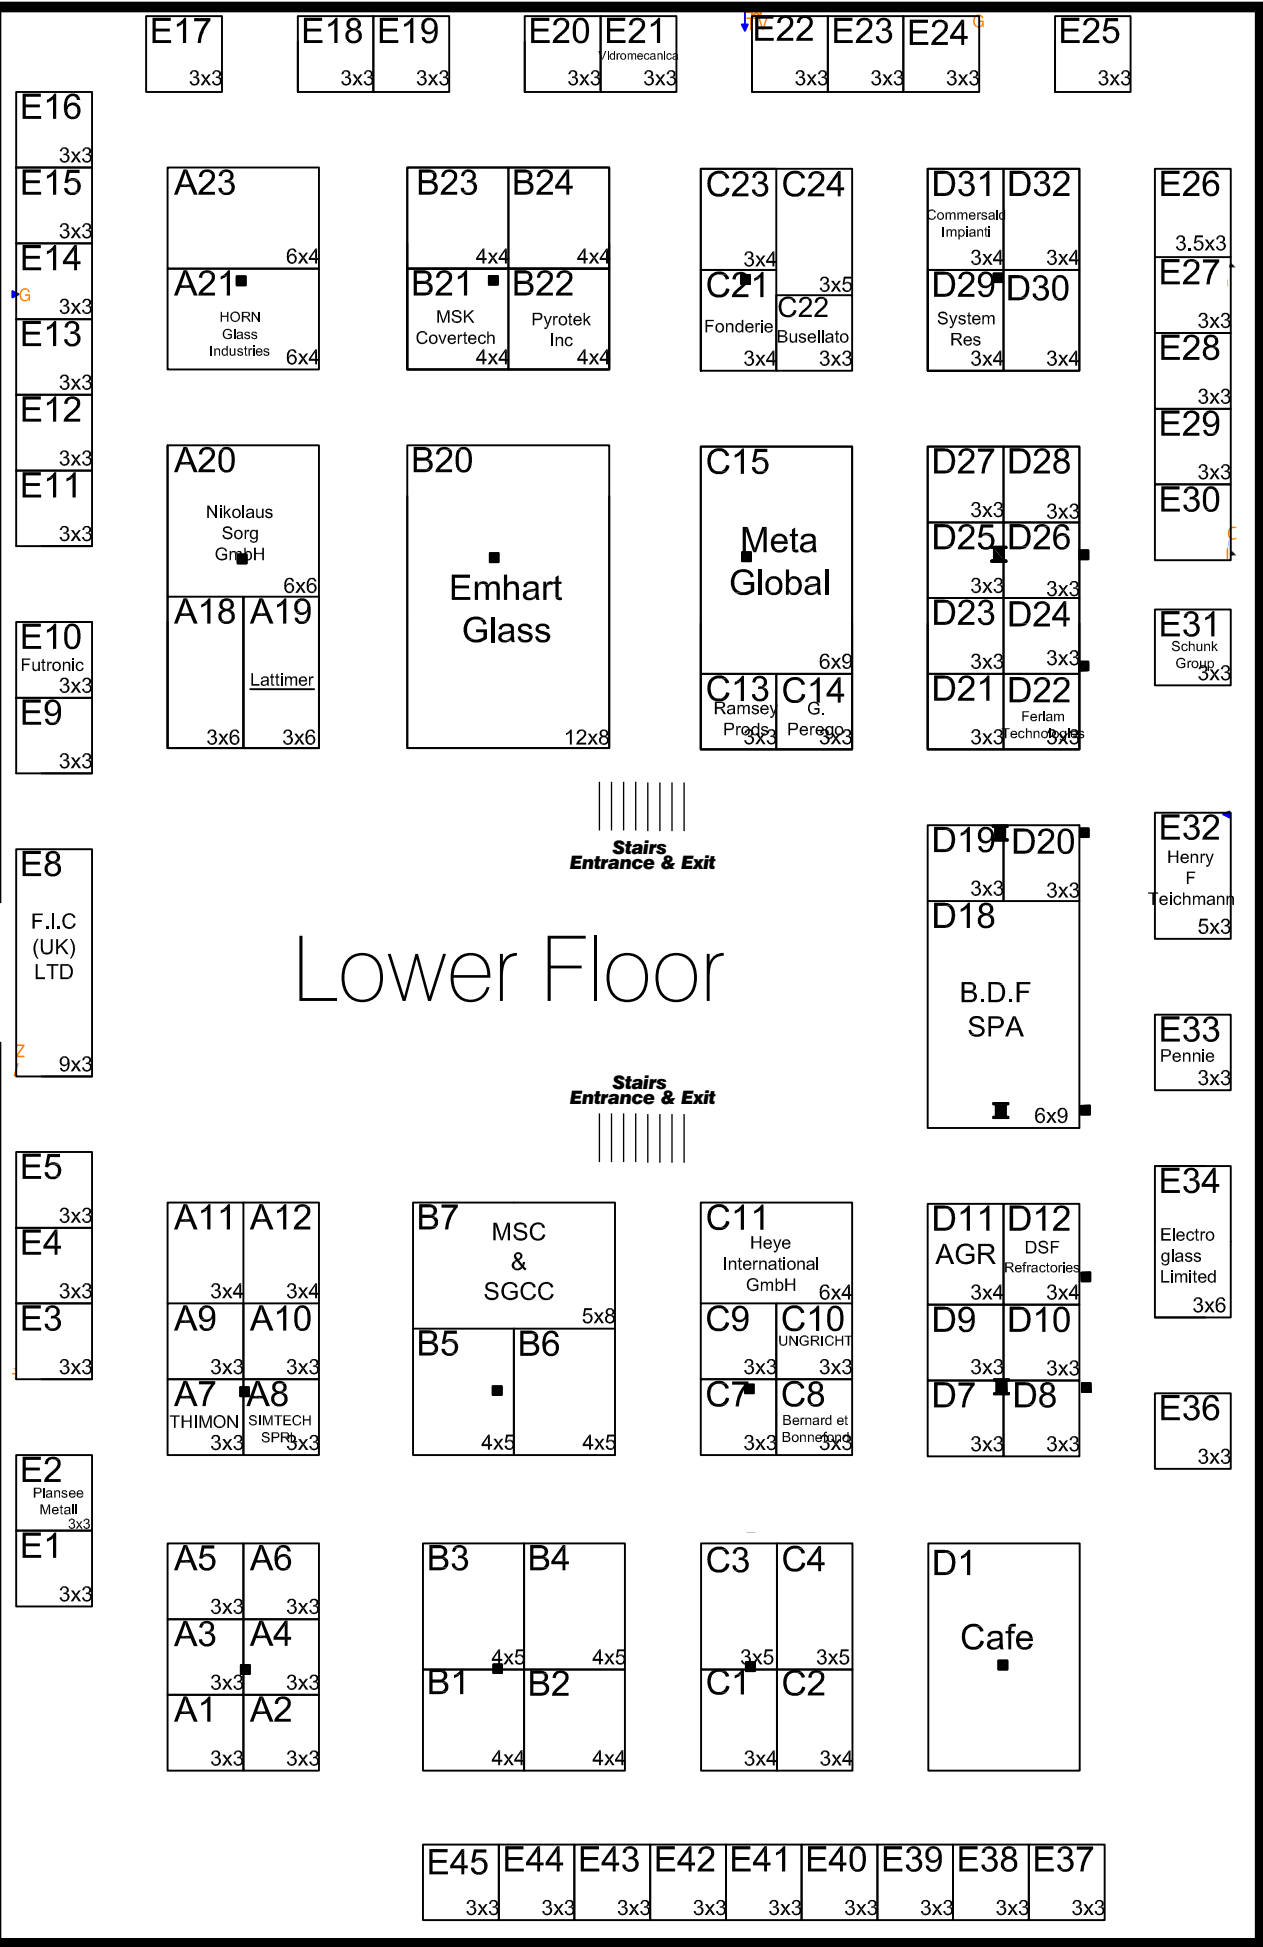 E17
3x3
E18
3x3
E19
3x3
E20
3x3
E21
Vidromecanica
3x3
E22
3x3
E23
3x3
E24
G
3x3
E25
3x3
E16
3x3
E15
3x3
E14
G
3x3
E13
3x3
E12
3x3
E11
3x3
A23
6x4
A21
HORN
Glass
Industries
6x4
B23
4x4
B24
4x4
B21
MSK
Covertech
4x4
B22
Pyrotek
Inc
4x4
C23
3x4
C24
3x5
C21
Fonderie
3x4
C22
Busellato
3x3
D31
Commersald
Impianti
3x4
D32
3x4
D29
System
Res
3x4
D30
3x4
E26
3.5x3
E27
3x3
E28
3x3
E29
3x3
E30
A20
Nikolaus
Sorg
GmbH
6x6
A18
3x6
A19
Lattimer
3x6
B20
Emhart
Glass
12x8
C15
Meta
Global
6x9
C13
Ramsey
Prods
3x3
C14
G.
Perego
3x3
D27
3x3
D28
3x3
D25
3x3
D26
3x3
D23
3x3
D24
3x3
D21
3x3
D22
Ferlam
Technologies
3x3
E10
Futronic
3x3
E9
3x3
E31
Schunk
Group
3x3
Stairs
Entrance & Exit
E8
F.I.C
(UK)
LTD
Z
9x3
Lower Floor
D19
3x3
D20
3x3
D18
B.D.F
SPA
6x9
E32
Henry
F
Teichmann
5x3
E33
Pennie
3x3
Stairs
Entrance & Exit
E5
3x3
E4
3x3
E3
3x3
A11
3x4
A12
3x4
A9
3x3
A10
3x3
A7
THIMON
3x3
A8
SIMTECH
SPRL
3x3
B7
MSC
&
SGCC
5x8
B5
4x5
B6
4x5
C11
Heye
International
GmbH
6x4
C9
3x3
C10
UNGRICHT
3x3
C7
3x3
C8
Bernard et
Bonnefond
3x3
D11
AGR
3x4
D12
DSF
Refractories
3x4
D9
3x3
D10
3x3
D7
3x3
D8
3x3
E34
Electro
glass
Limited
3x6
E36
3x3
E2
Plansee
Metall
3x3
E1
3x3
A5
3x3
A6
3x3
A3
3x3
A4
3x3
A1
3x3
A2
3x3
B3
4x5
B4
4x5
B1
4x4
B2
4x4
C3
3x5
C4
3x5
C1
3x4
C2
3x4
D1
Cafe
E45
3x3
E44
3x3
E43
3x3
E42
3x3
E41
3x3
E40
3x3
E39
3x3
E38
3x3
E37
3x3